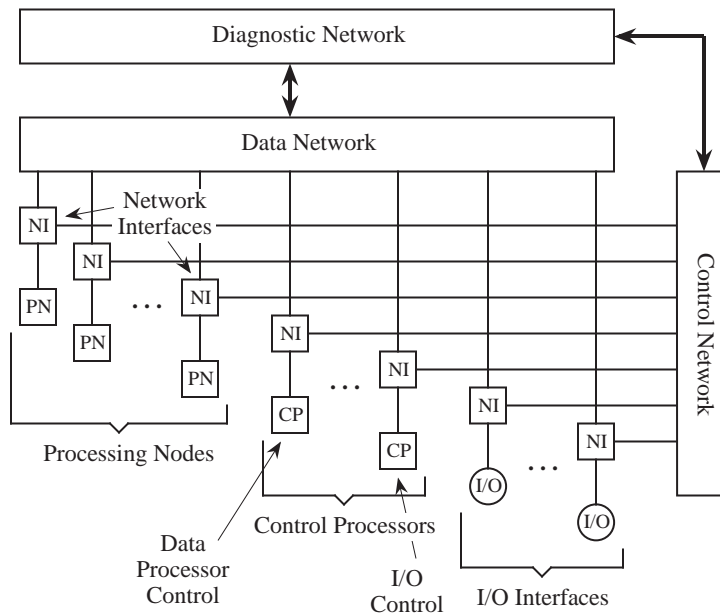 Diagnostic Network
Data Network
Network
Interfaces
NI
NI
NI
PN
PN
PN
...
Processing Nodes
NI
NI
CP
CP
...
Control Processors
Data
Processor
Control
I/O
Control
NI
NI
I/O
I/O
...
I/O Interfaces
Control Network